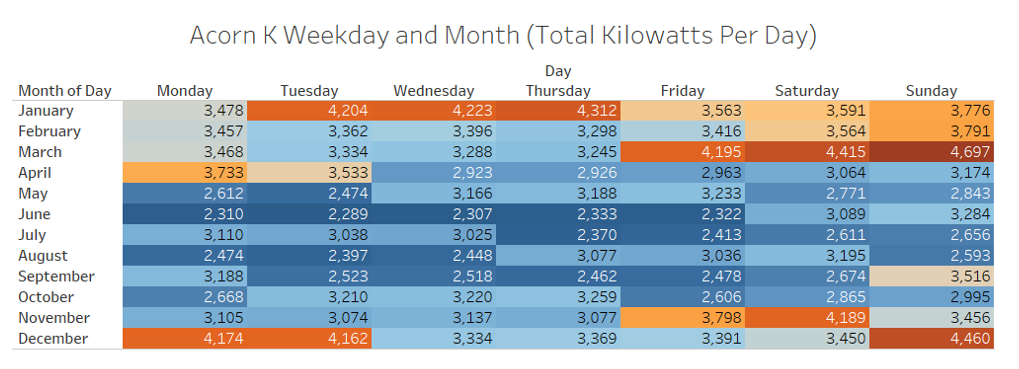 Acorn K Weekday and Month (Total Kilowatts Per Day)
Day
Month of Day Monday Tuesday Wednesday Thursday Friday Saturday Sunday
January 3,478 4,204 4,223 4,312 3,563 3,591 3,776
February 3,457 3,362 3,396 3,298 3,416 3,564 3,791
March 3,468 3,334 3,288 3,245 4,195 4,415 4,697
April 3,733 3,533 2,923 2,926 2,963 3,064 3,174
May 2,612 2,474 3,166 3,188 3,233 2,771 2,843
June 2,310 2,289 2,307 2,333 2,322 3,089 3,284
July 3,110 3,038 3,025 2,370 2,413 2,611 2,656
August 2,474 2,397 2,448 3,077 3,036 3,195 2,593
September 3,188 2,523 2,518 2,462 2,478 2,674 3,516
October 2,668 3,210 3,220 3,259 2,606 2,865 2,995
November 3,105 3,074 3,137 3,077 3,798 4,189 3,456
December 4,174 4,162 3,334 3,369 3,391 3,450 4,460